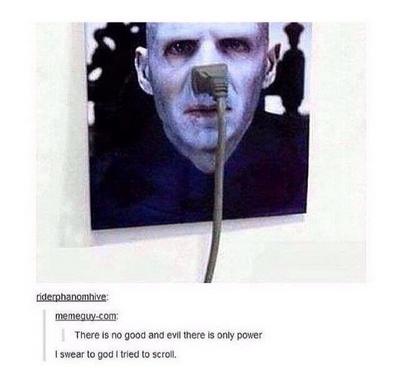 riderphanomhive:
memeguy-com:
There is no good and evil there is only power
I swear to god I tried to scroll.